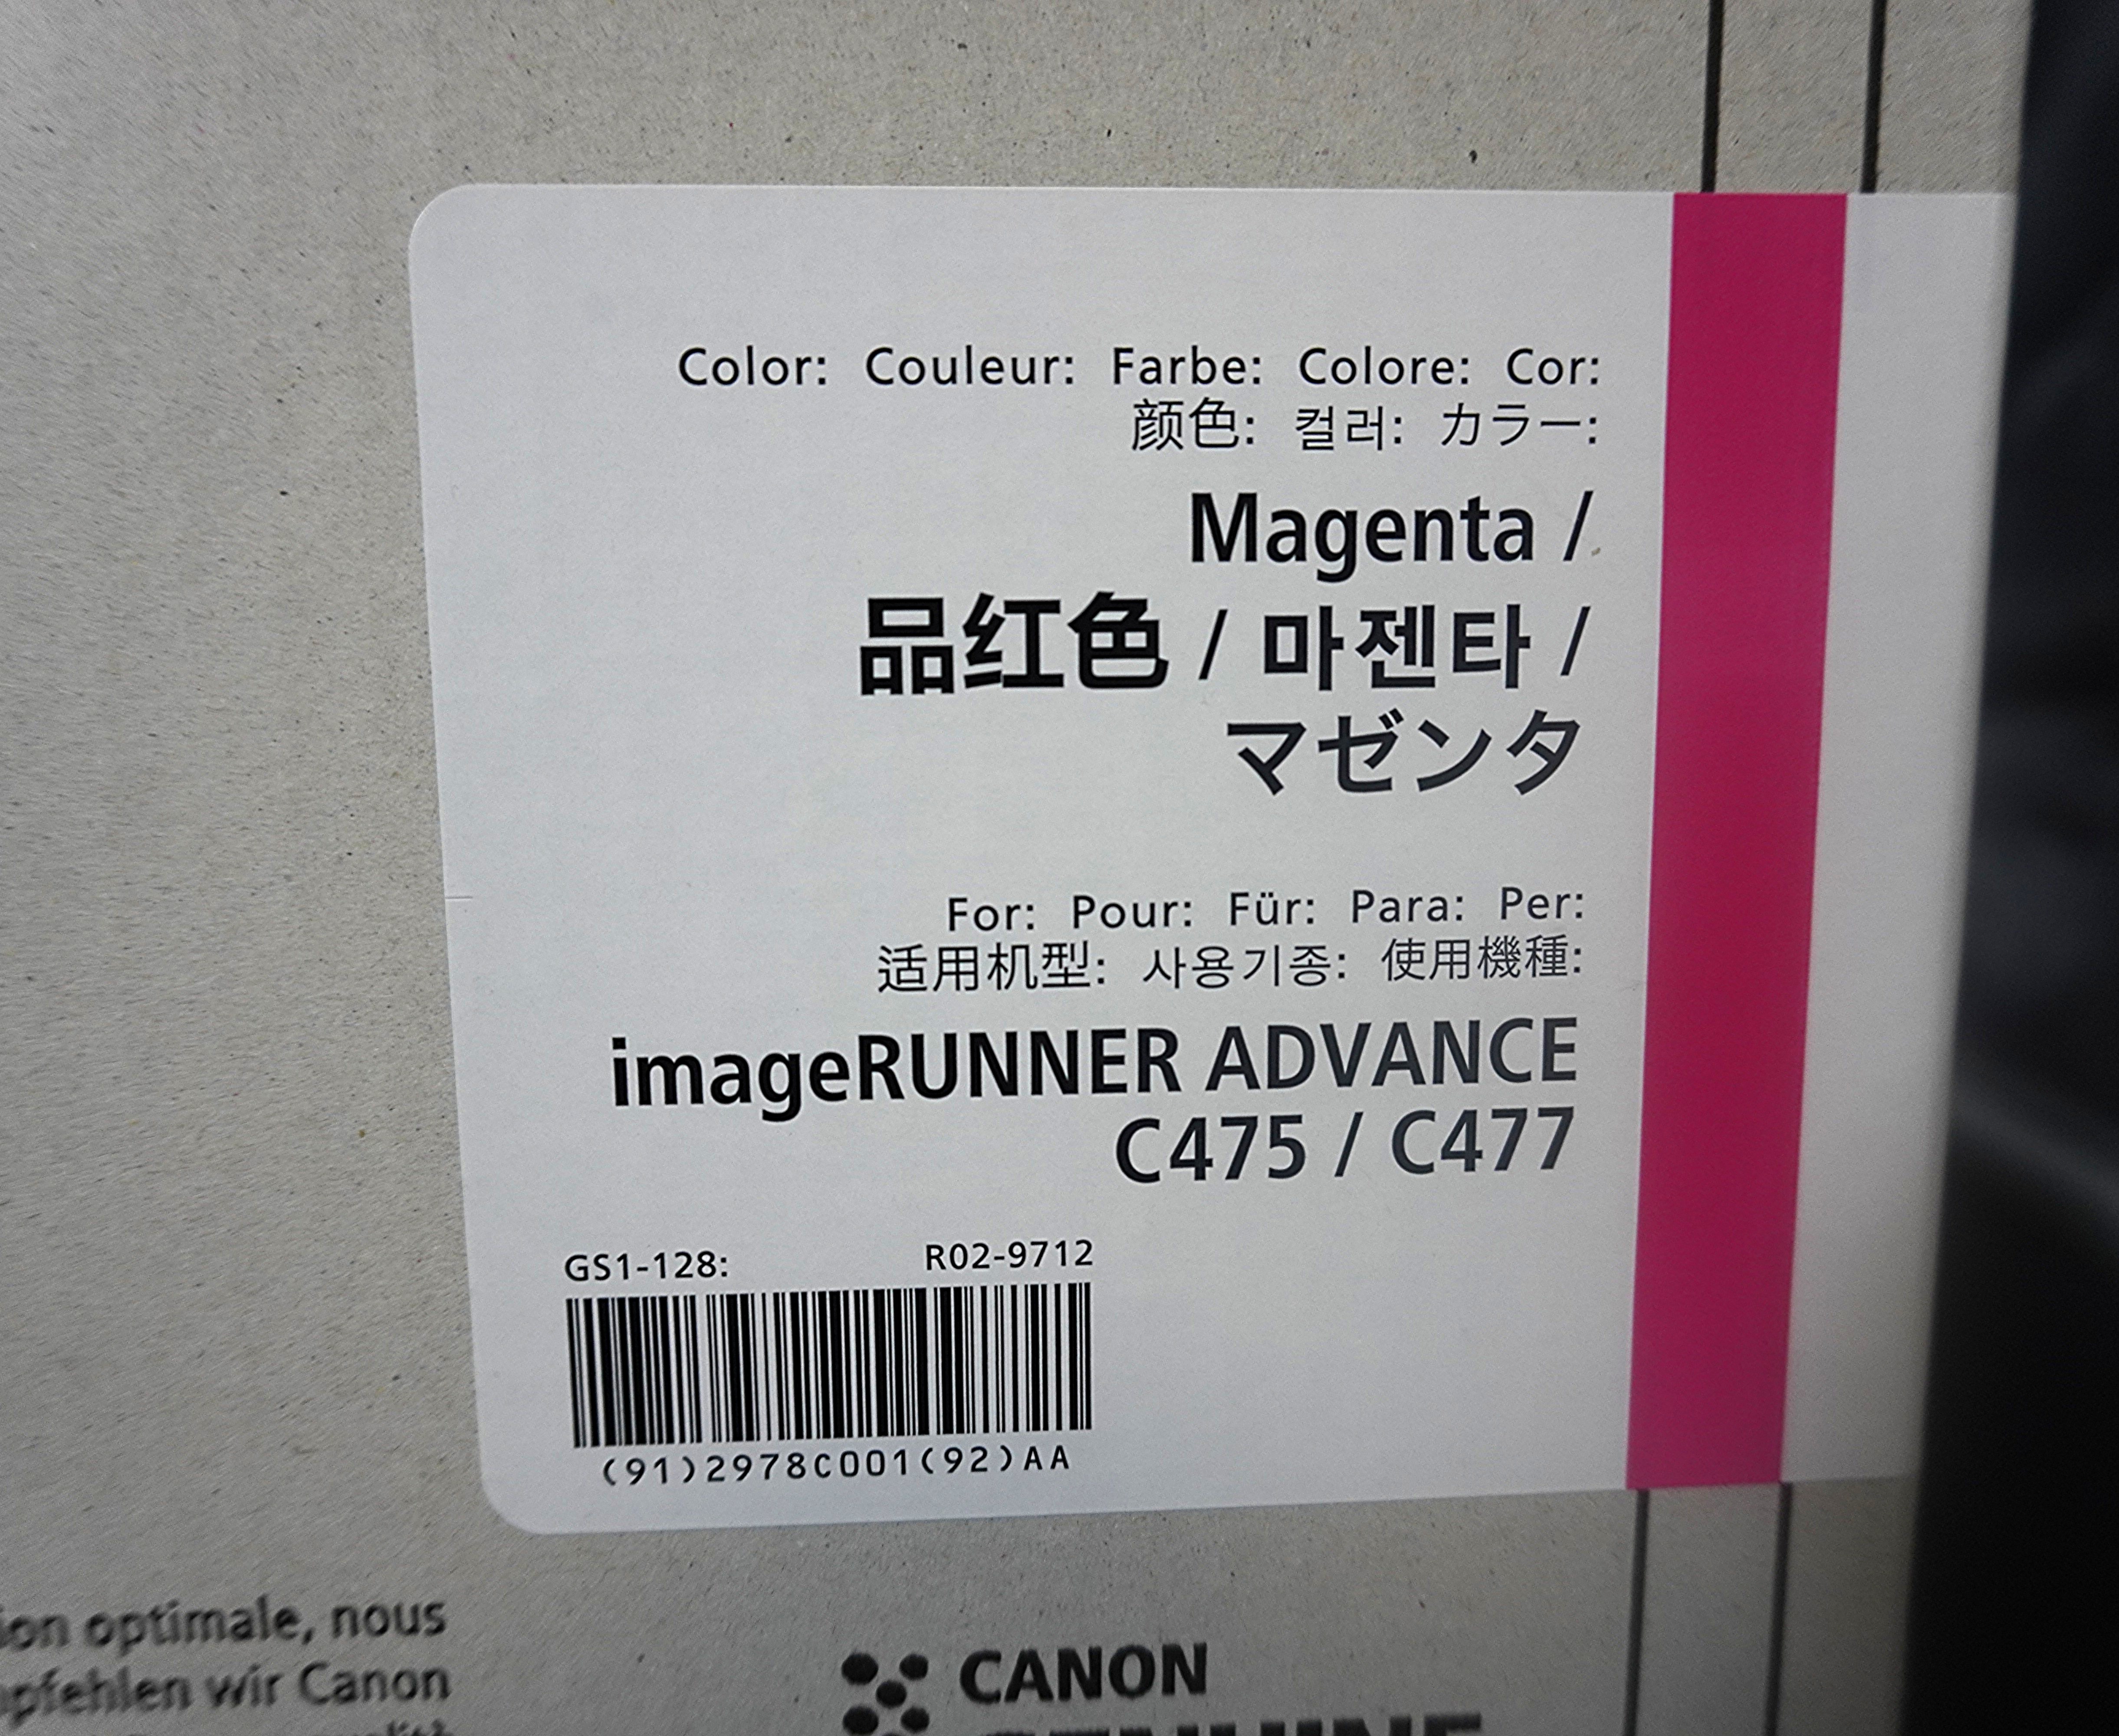 Color: Couleur: Farbe: Colore: Cor:
颜色: 컬러: カラー:
Magenta /
品红色 / 마젠타 /
マゼンタ
For: Pour: Für: Para: Per:
适用机型: 사용기종: 使用機種:
imageRUNNER ADVANCE
C475 / C477
GS1-128: R02-9712
(91)2978C001(92)AA
optimale, nous
wir Canon
CANON